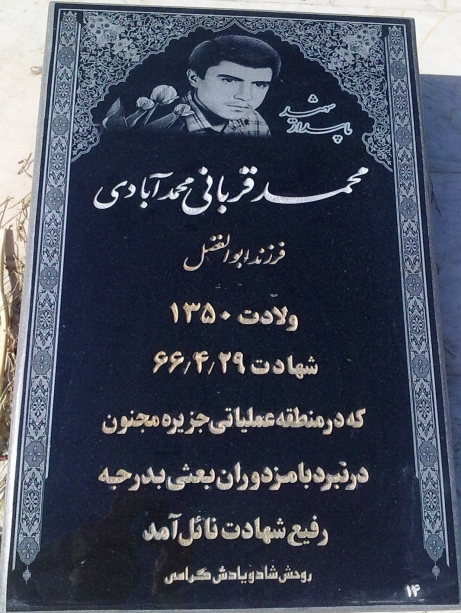 شهید
پاسدار
محمد قربانی محمدآبادی
فرزند ابوالفضل
ولادت ۱۳۵۰
شهادت ۶۶/۴/۲۹
که در منطقه عملیاتی جزیره مجنون
در نبرد با مزدوران بعثی بدرجه
رفیع شهادت نائل آمد
روحش شاد و یادش گرامی
۱۴